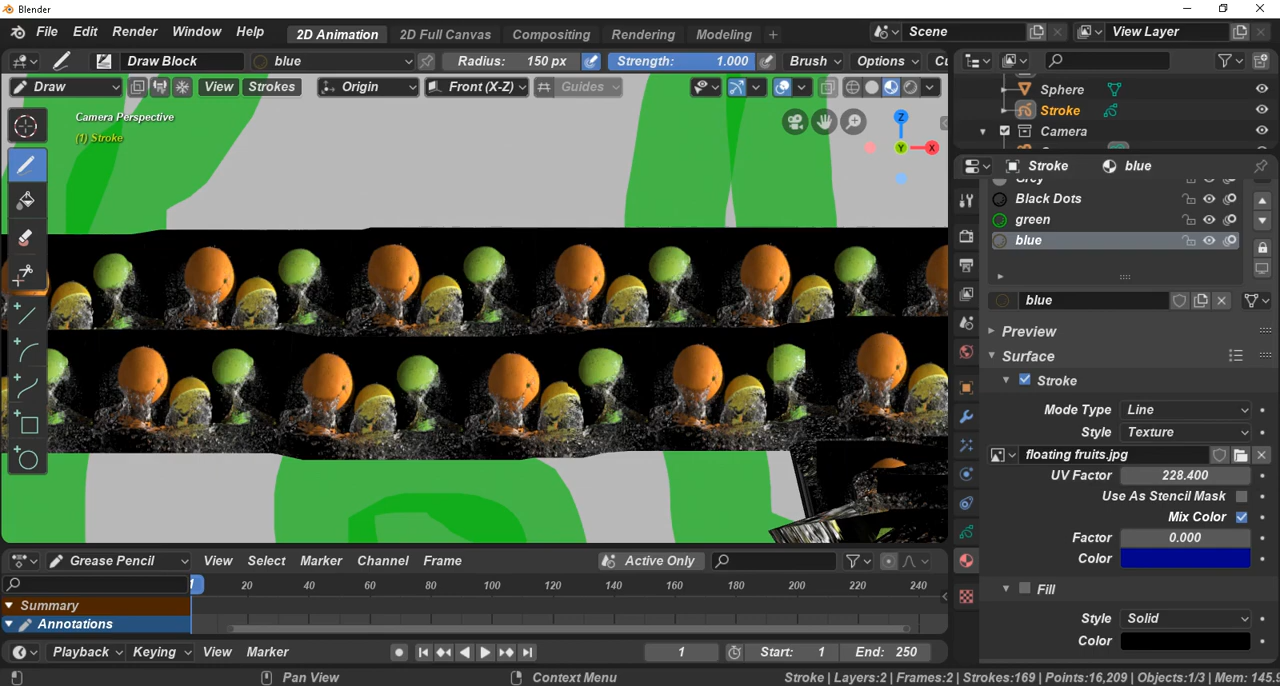 Blender
File Edit Render Window Help 2D Animation 2D Full Canvas Compositing Rendering Modeling + Scene View Layer
Draw Block blue Radius: 150 px Strength: 1.000 Brush Options
Draw View Strokes Origin Front (X-Z) Guides
Camera Perspective
(1) Stroke
Z
Y
X
Sphere
Stroke
Camera
Stroke blue
Grey
Black Dots
green
blue
blue
Preview
Surface
Stroke
Mode Type Line
Style Texture
floating fruits.jpg
UV Factor 228.400
Use As Stencil Mask
Mix Color
Factor 0.000
Color
Fill
Style Solid
Color
Grease Pencil View Select Marker Channel Frame Active Only
1 20 40 60 80 100 120 140 160 180 200 220 240
Summary
Annotations
Playback Keying View Marker 1 Start: 1 End: 250
Pan View Context Menu Stroke | Layers:2 | Frames:2 | Strokes:169 | Points:16,209 | Objects:1/3 | Mem: 145.9